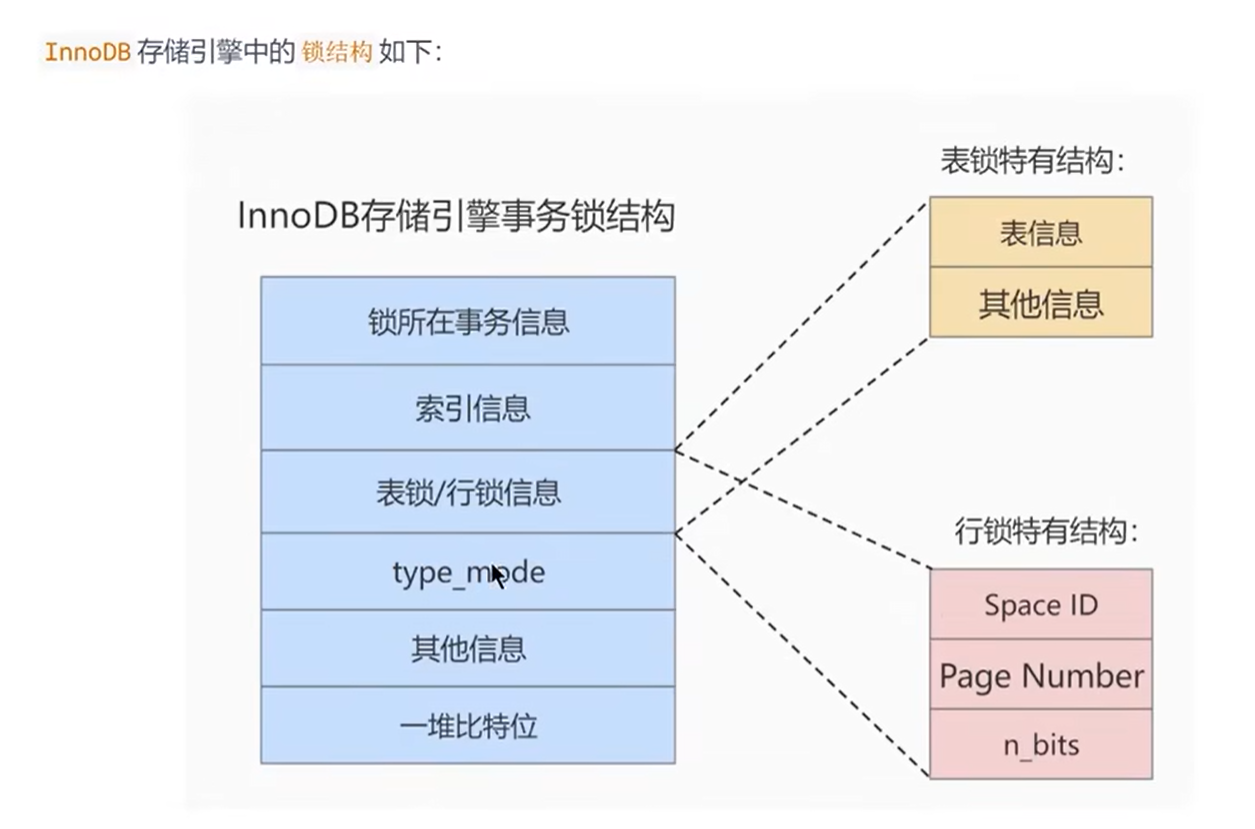 InnoDB 存储引擎中的 锁结构 如下：
InnoDB存储引擎事务锁结构
锁所在事务信息
索引信息
表锁/行锁信息
type_mode
其他信息
一堆比特位
表锁特有结构：
表信息
其他信息
行锁特有结构：
Space ID
Page Number
n_bits